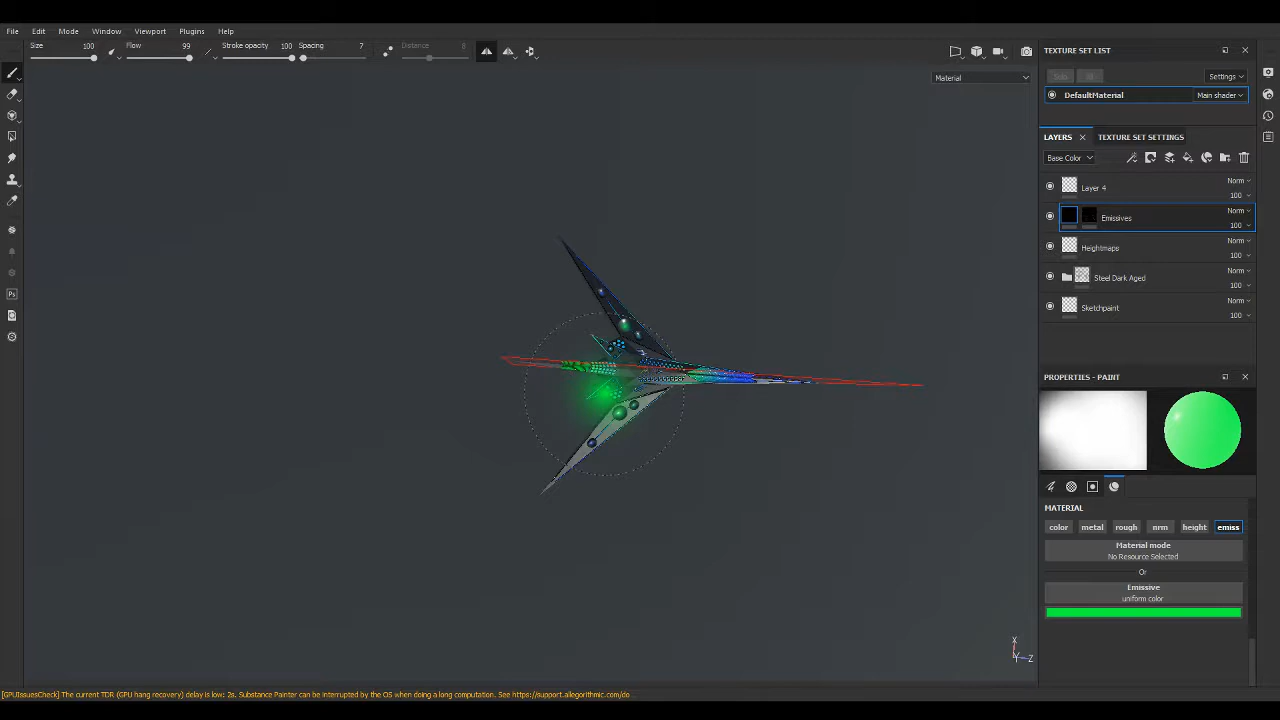 File Edit Mode Window Viewport Plugins Help
Size 100 Flow 99 Stroke opacity 100 Spacing 7 Distance 8
Material
TEXTURE SET LIST
Solo All Settings
DefaultMaterial Main shader
LAYERS TEXTURE SET SETTINGS
Base Color
Layer 4 Norm 100
Emissives Norm 100
Heightmaps Norm 100
Steel Dark Aged Norm 100
Sketchpaint Norm 100
PROPERTIES - PAINT
MATERIAL
color metal rough nrm height emiss
Material mode
No Resource Selected
Or
Emissive
uniform color
Ps
X
Y Z
[GPUIssuesCheck] The current TDR (GPU hang recovery) delay is low: 2s. Substance Painter can be interrupted by the OS when doing a long computation. See https://support.allegorithmic.com/do